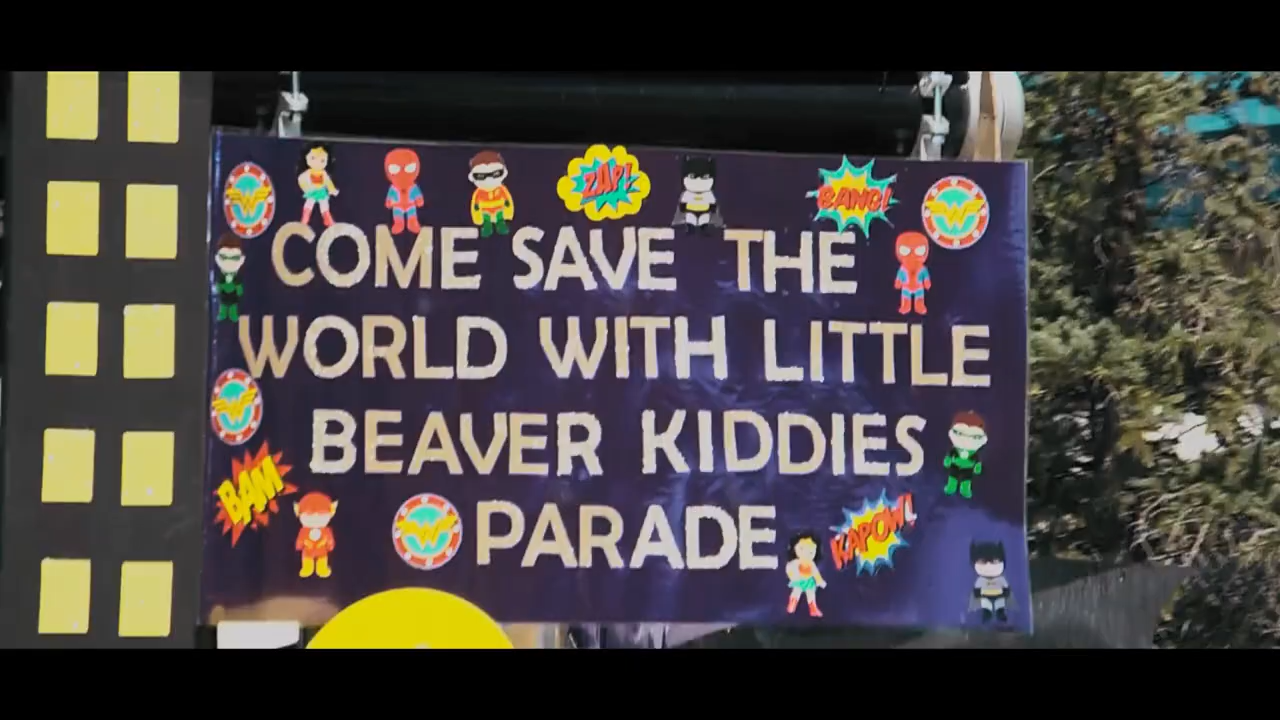 ZAP!
BANG!
COME SAVE THE
WORLD WITH LITTLE
BEAVER KIDDIES
BAM
PARADE
KAPOW!